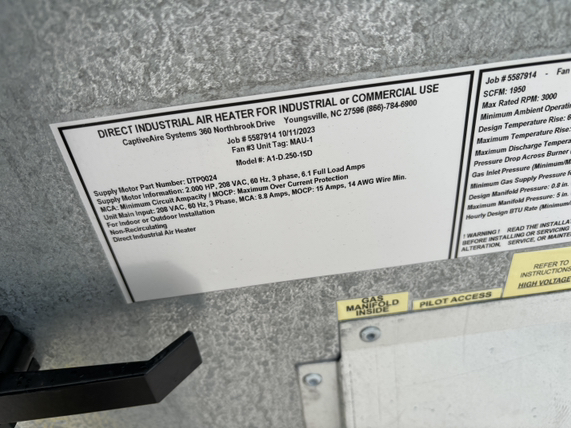 DIRECT INDUSTRIAL AIR HEATER FOR INDUSTRIAL or COMMERCIAL USE
CaptiveAire Systems 360 Northbrook Drive Youngsville, NC 27596 (866)-784-6900
Job # 5587914 10/11/2023
Fan #3 Unit Tag: MAU-1
Model #: A1-D.250-15D
Supply Motor Part Number: DTP0024
Supply Motor Information: 2.000 HP, 208 VAC, 60 Hz, 3 phase, 6.1 Full Load Amps
MCA: Minimum Circuit Ampacity / MOCP: Maximum Over Current Protection
Unit Main Input: 208 VAC, 60 Hz, 3 Phase, MCA: 8.8 Amps, MOCP: 15 Amps, 14 AWG Wire Min.
For Indoor or Outdoor Installation
Non-Recirculating
Direct Industrial Air Heater
Job # 5587914 - Fan
SCFM: 1950
Max Rated RPM: 3000
Minimum Ambient
Design Temperature Rise:
Maximum Temperature Rise:
Maximum Discharge
Pressure Drop Across Burner
Gas Inlet Pressure
Minimum Gas Supply
Design Manifold Pressure: 0.8 in.
Maximum Manifold Pressure: 5 in.
Hourly Design BTU Rate
! WARNING! READ THE
BEFORE INSTALLING OR SERVICING
ALTERATION, SERVICE, OR
GAS
MANIFOLD
INSIDE
PILOT ACCESS
REFER TO
INSTRUCTIONS
HIGH VOLTAGE